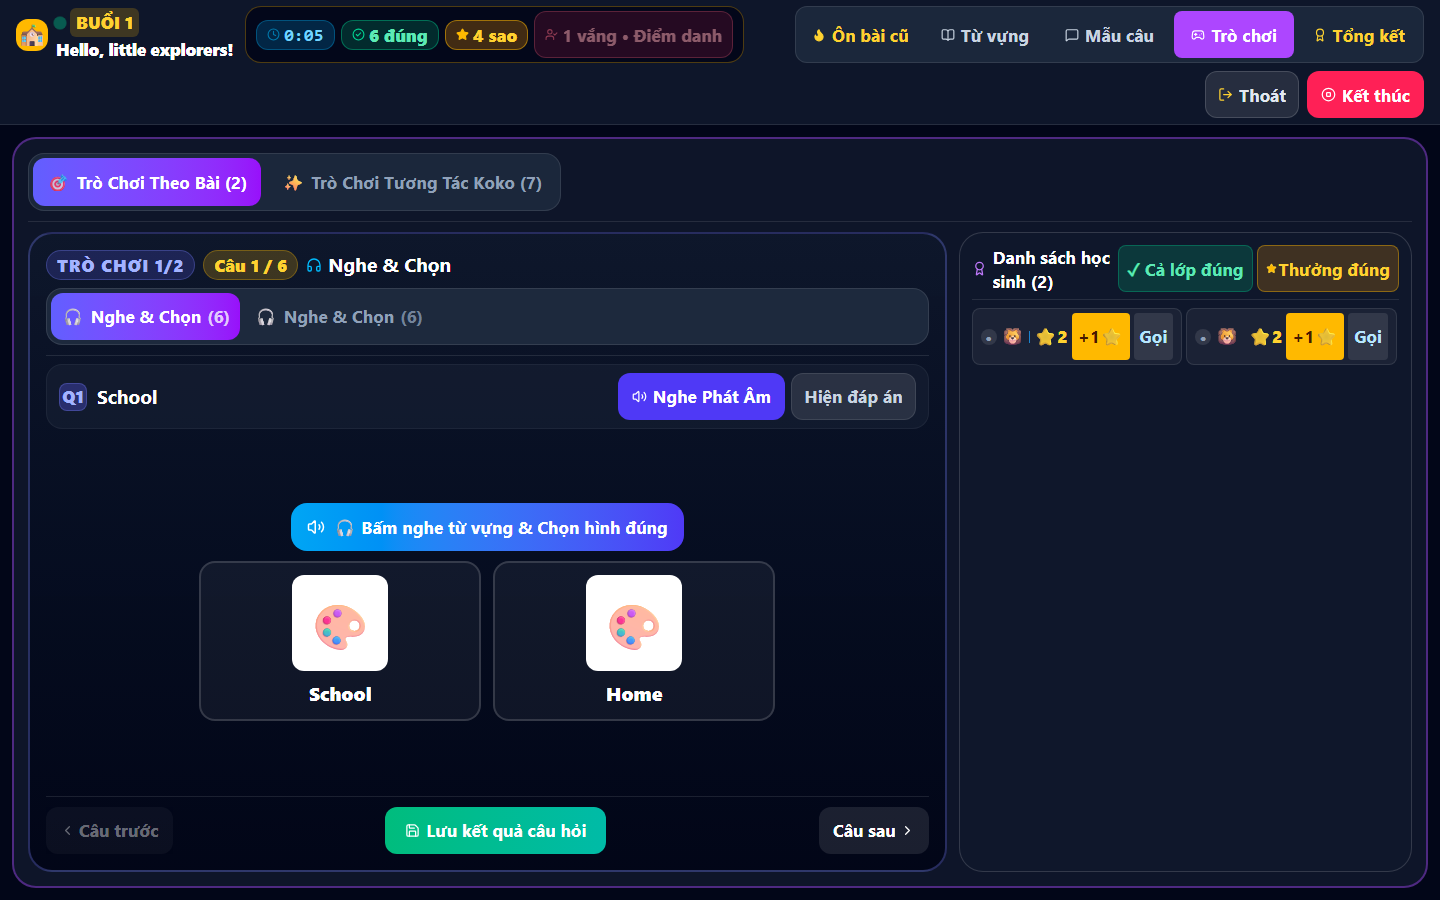 BUỔI 1
Hello, little explorers!
0:05
6 đúng
4 sao
1 vắng • Điểm danh
Ôn bài cũ
Từ vựng
Mẫu câu
Trò chơi
Tổng kết
Thoát
Kết thúc
Trò Chơi Theo Bài (2)
Trò Chơi Tương Tác Koko (7)
TRÒ CHƠI 1/2
Câu 1 / 6
Nghe & Chọn
Nghe & Chọn (6)
Nghe & Chọn (6)
Q1 School
Nghe Phát Âm
Hiện đáp án
Bấm nghe từ vựng & Chọn hình đúng
School
Home
Câu trước
Lưu kết quả câu hỏi
Câu sau
Danh sách học
sinh (2)
✓ Cả lớp đúng
Thưởng đúng
2 +1 Gọi
2 +1 Gọi